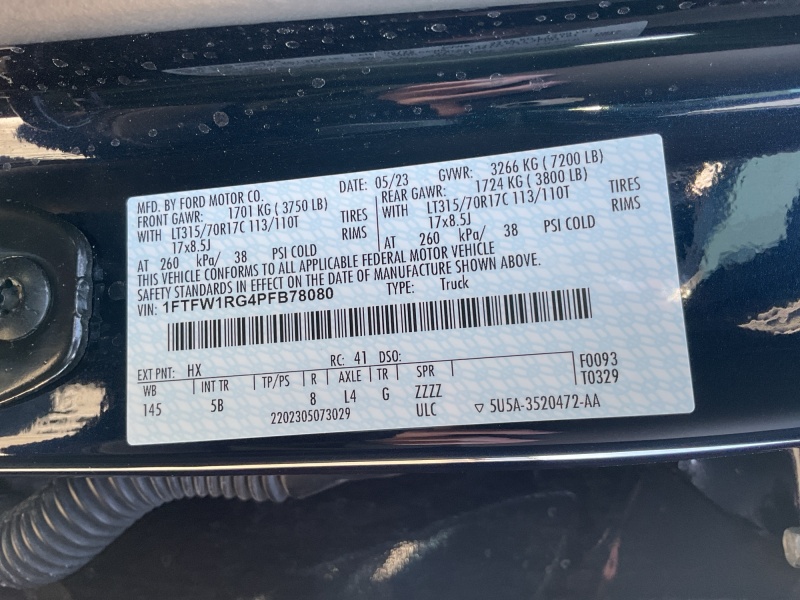 MFD. BY FORD MOTOR CO. DATE: 05/23 GVWR: 3266 KG ( 7200 LB)
FRONT GAWR: 1701 KG ( 3750 LB) REAR GAWR: 1724 KG ( 3800 LB)
WITH LT315/70R17C 113/110T TIRES WITH LT315/70R17C 113/110T TIRES
17x8.5J RIMS 17x8.5J RIMS
AT 260 kPa/ 38 PSI COLD AT 260 kPa/ 38 PSI COLD
THIS VEHICLE CONFORMS TO ALL APPLICABLE FEDERAL MOTOR VEHICLE
SAFETY STANDARDS IN EFFECT ON THE DATE OF MANUFACTURE SHOWN ABOVE.
VIN: 1FTFW1RG4PFB78080 TYPE: Truck
EXT PNT: HX RC: 41 DSO: F0093
WB INT TR TP/PS R AXLE TR SPR T0329
145 5B 8 L4 G ZZZZ
2202305073029 ULC ▽ 5U5A-3520472-AA